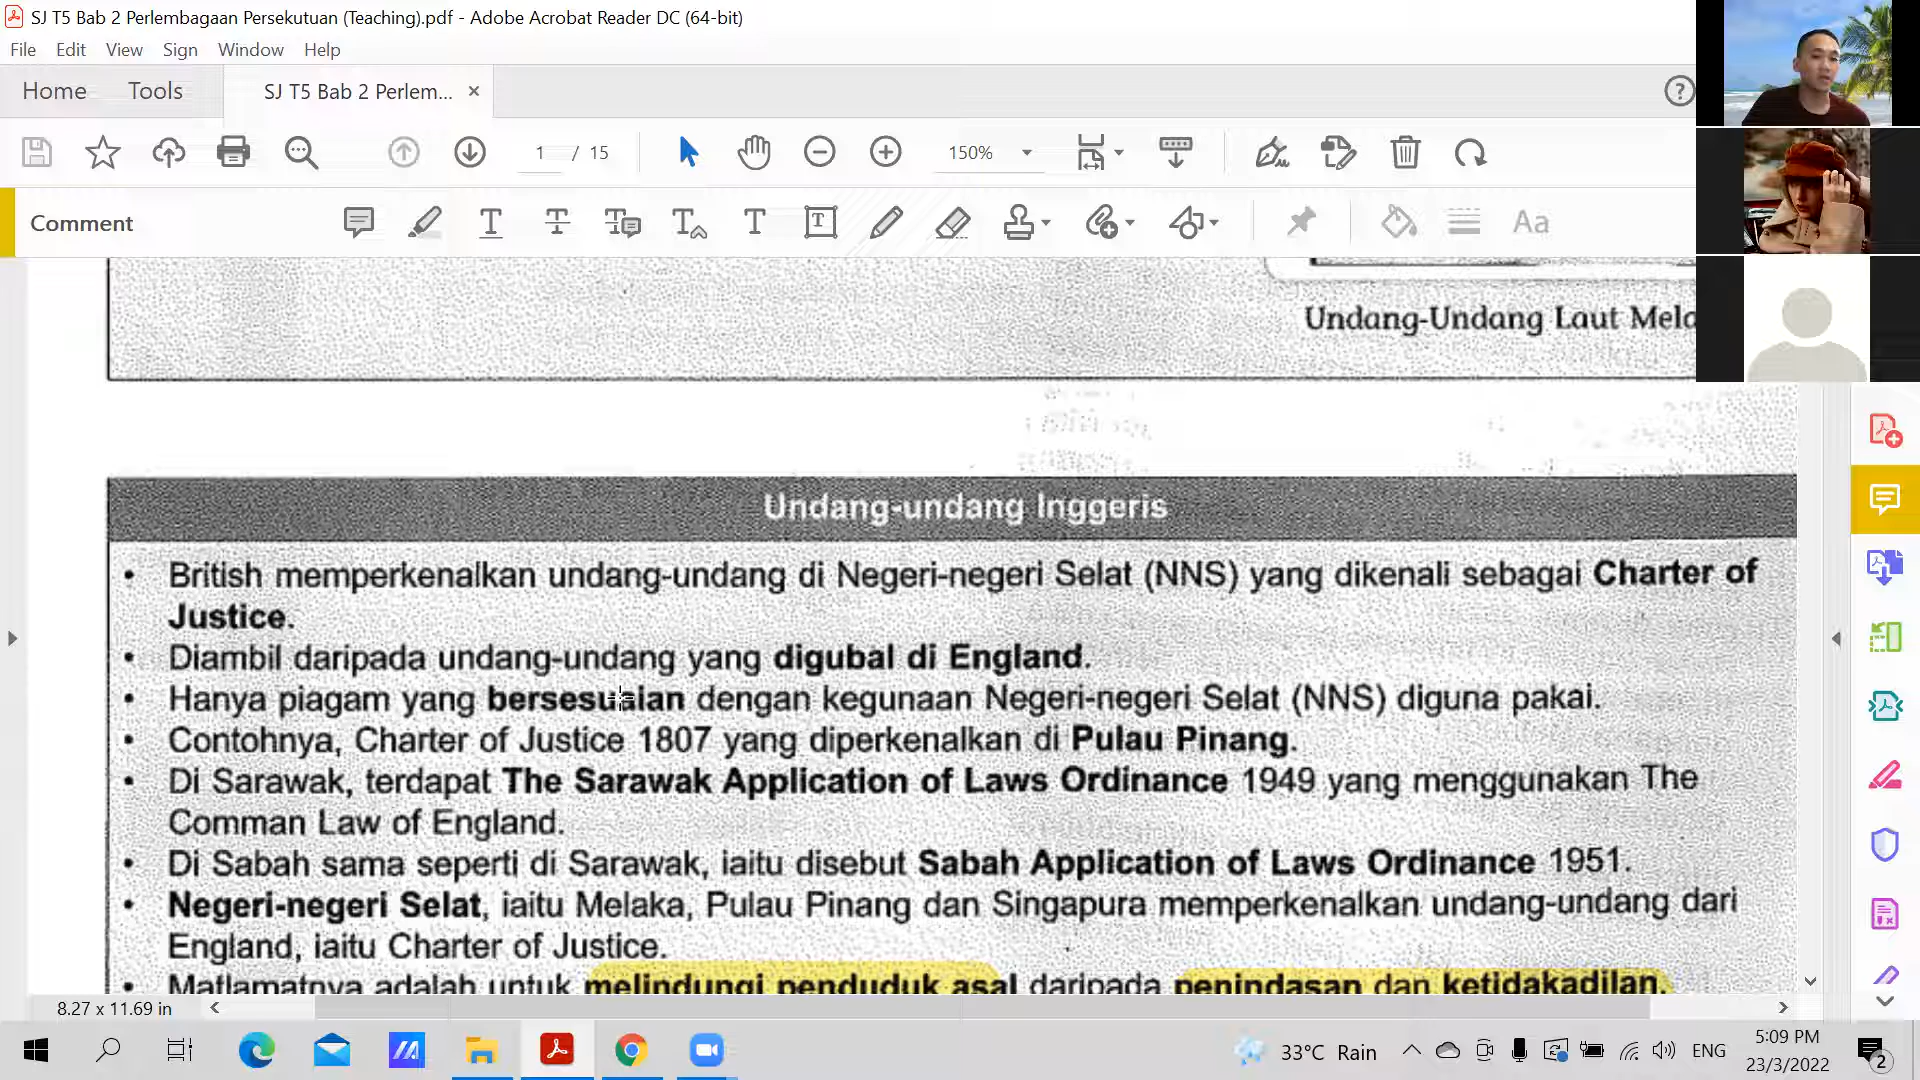 SJ T5 Bab 2 Perlembagaan Persekutuan (Teaching).pdf - Adobe Acrobat Reader DC (64-bit)
File Edit View Sign Window Help
Home Tools SJ T5 Bab 2 Perlem... ×
1 / 15 150%
Comment
Aa
Undang-Undang Laut Mela
Undang-undang Inggeris
• British memperkenalkan undang-undang di Negeri-negeri Selat (NNS) yang dikenali sebagai Charter of
Justice.
• Diambil daripada undang-undang yang digubal di England.
• Hanya piagam yang bersesuaian dengan kegunaan Negeri-negeri Selat (NNS) diguna pakai.
• Contohnya, Charter of Justice 1807 yang diperkenalkan di Pulau Pinang.
• Di Sarawak, terdapat The Sarawak Application of Laws Ordinance 1949 yang menggunakan The
Comman Law of England.
• Di Sabah sama seperti di Sarawak, iaitu disebut Sabah Application of Laws Ordinance 1951.
• Negeri-negeri Selat, iaitu Melaka, Pulau Pinang dan Singapura memperkenalkan undang-undang dari
England, iaitu Charter of Justice.
• Matlamatnya adalah untuk melindungi penduduk asal daripada penindasan dan ketidakadilan.
8.27 x 11.69 in
33°C Rain ENG
5:09 PM
23/3/2022
2